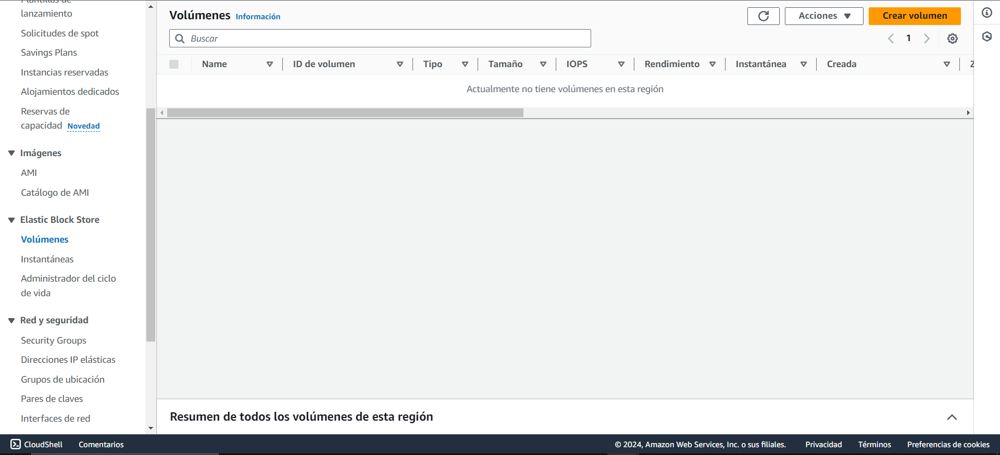 Plantillas de
lanzamiento
Solicitudes de spot
Savings Plans
Instancias reservadas
Alojamientos dedicados
Reservas de
capacidad Novedad
Imágenes
AMI
Catálogo de AMI
Elastic Block Store
Volúmenes
Instantáneas
Administrador del ciclo
de vida
Red y seguridad
Security Groups
Direcciones IP elásticas
Grupos de ubicación
Pares de claves
Interfaces de red
Volúmenes Información
Acciones
Crear volumen
Buscar
1
Name ID de volumen Tipo Tamaño IOPS Rendimiento Instantánea Creada Z
Actualmente no tiene volúmenes en esta región
Resumen de todos los volúmenes de esta región
CloudShell Comentarios © 2024, Amazon Web Services, Inc. o sus filiales. Privacidad Términos Preferencias de cookies